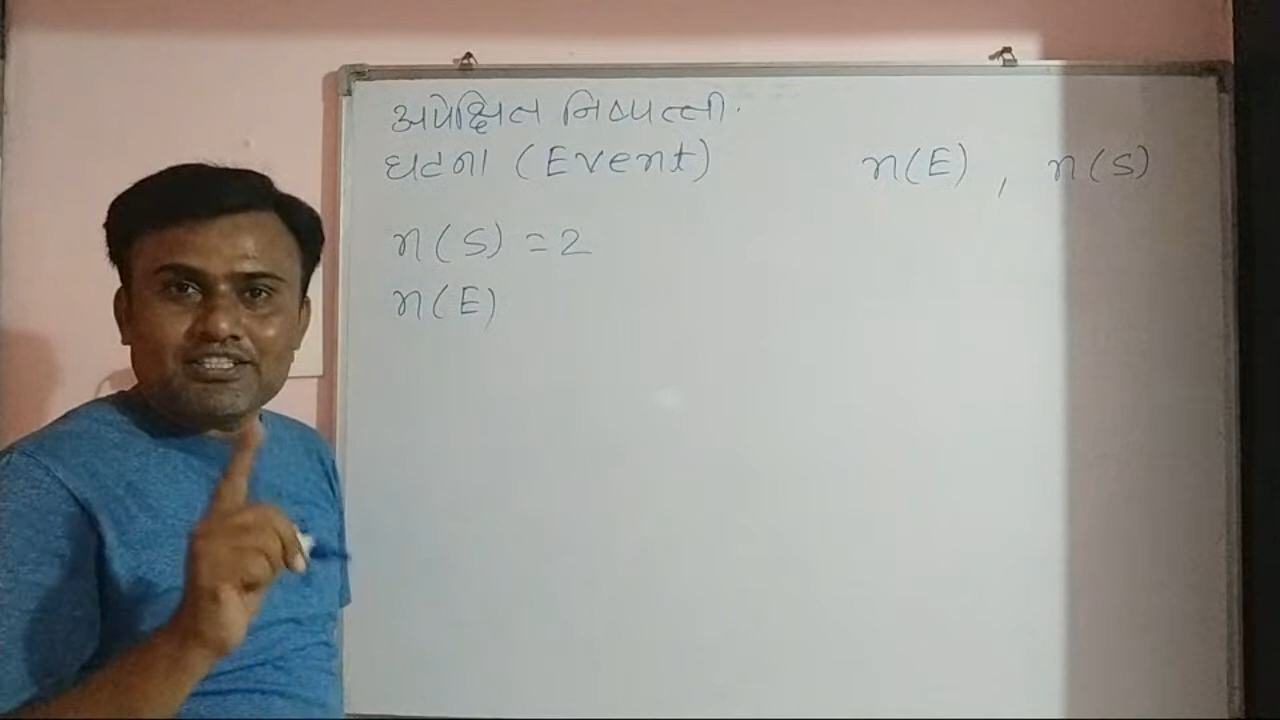 અપેક્ષિત નિષ્પત્તી.
ઘટના (Event) n(E), n(S)
n(S) = 2
n(E)